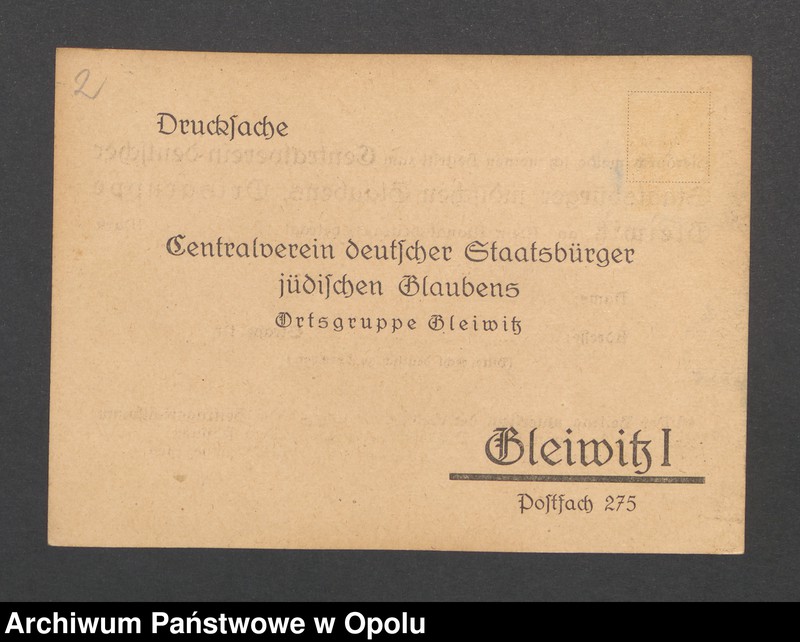 2
Drucksache
Centralverein deutscher Staatsbürger
jüdischen Glaubens
Ortsgruppe Gleiwitz
Gleiwitz I
Postfach 275
Archiwum Państwowe w Opolu